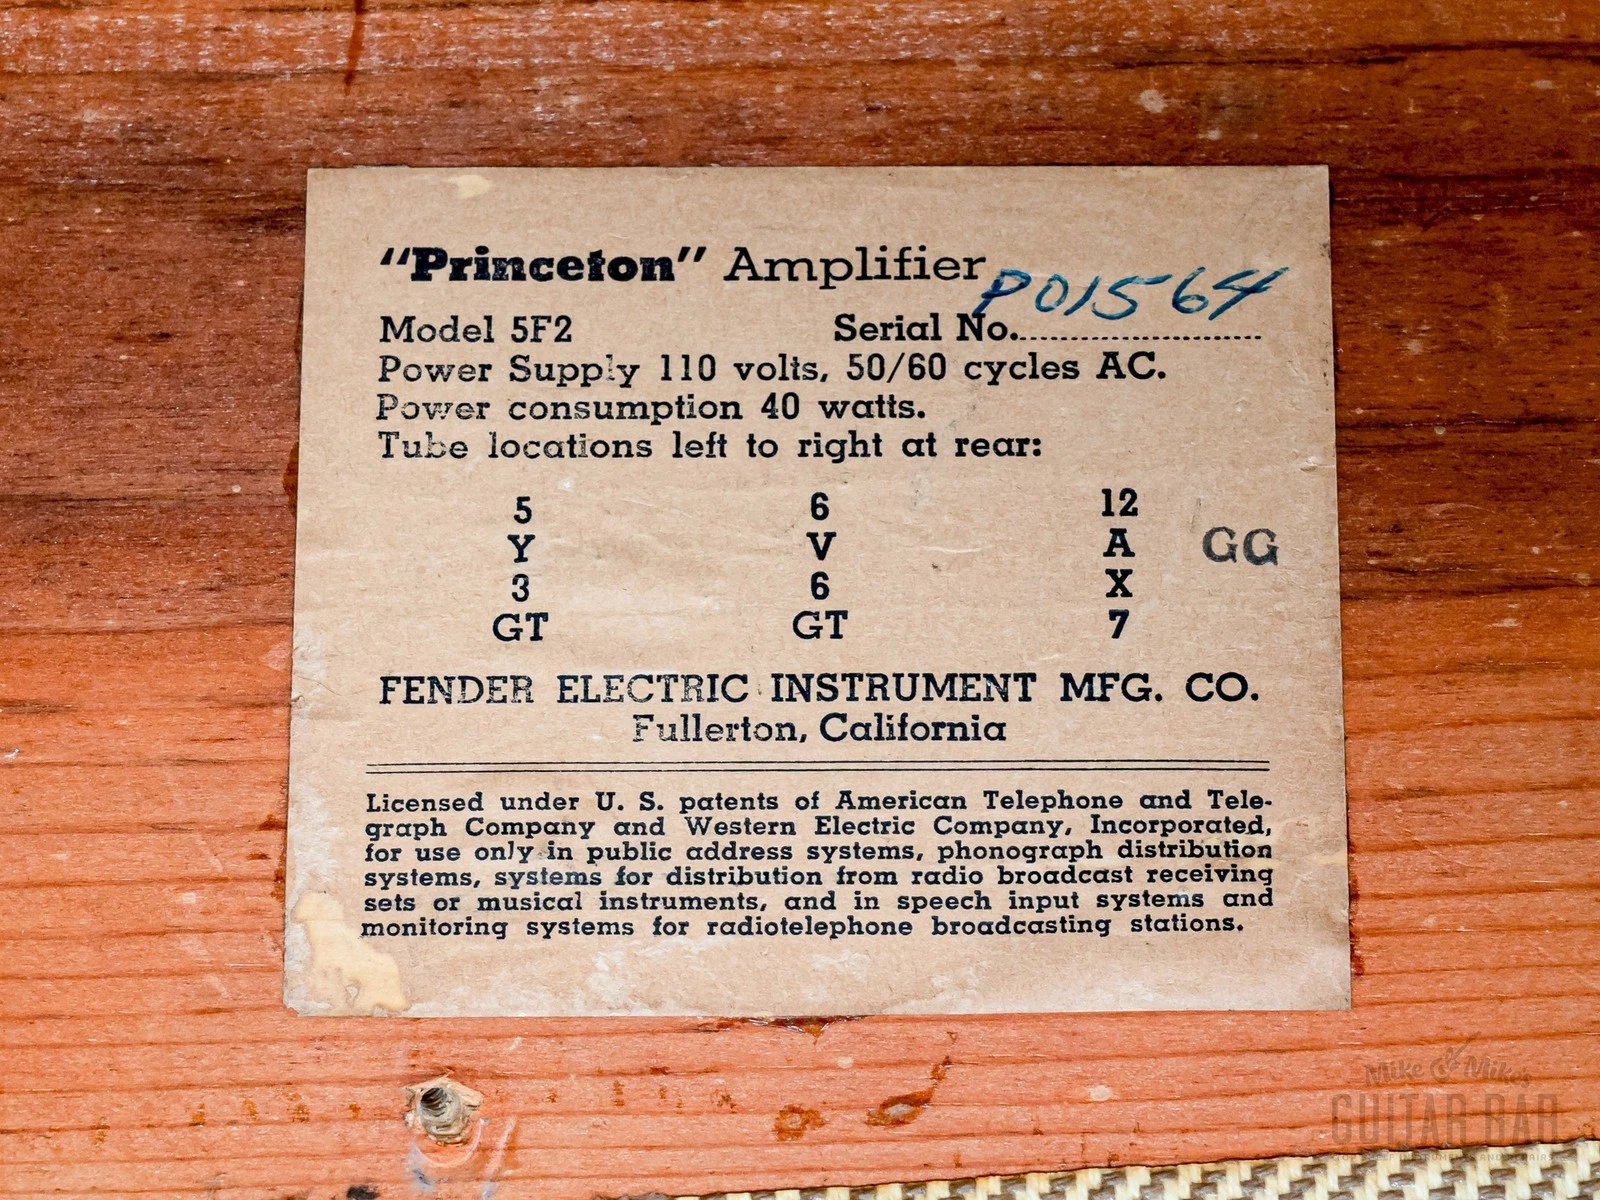 "Princeton" Amplifier
P01564
Model 5F2 Serial No.
Power Supply 110 volts, 50/60 cycles AC.
Power consumption 40 watts.
Tube locations left to right at rear:
5 6 12
Y V A GG
3 6 X
GT GT 7
FENDER ELECTRIC INSTRUMENT MFG. CO.
Fullerton, California
Licensed under U. S. patents of American Telephone and Tele-
graph Company and Western Electric Company, Incorporated,
for use only in public address systems, phonograph distribution
systems, systems for distribution from radio broadcast receiving
sets or musical instruments, and in speech input systems and
monitoring systems for radiotelephone broadcasting stations.
Mike & Mike's
GUITAR BAR